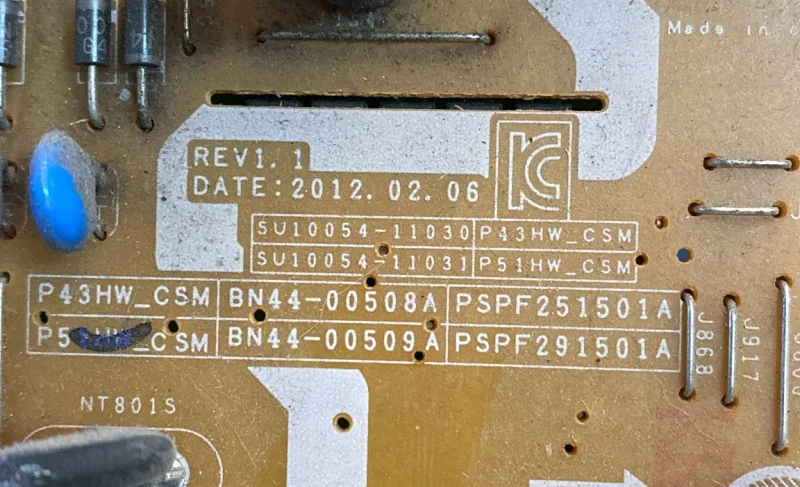 Made in
REV1.1
DATE:2012.02.06
KC
SU10054-11030 P43HW_CSM
SU10054-11031 P51HW_CSM
P43HW_CSM BN44-00508A PSPF251501A
BN44-00509A PSPF291501A
J868
J917
NT801S